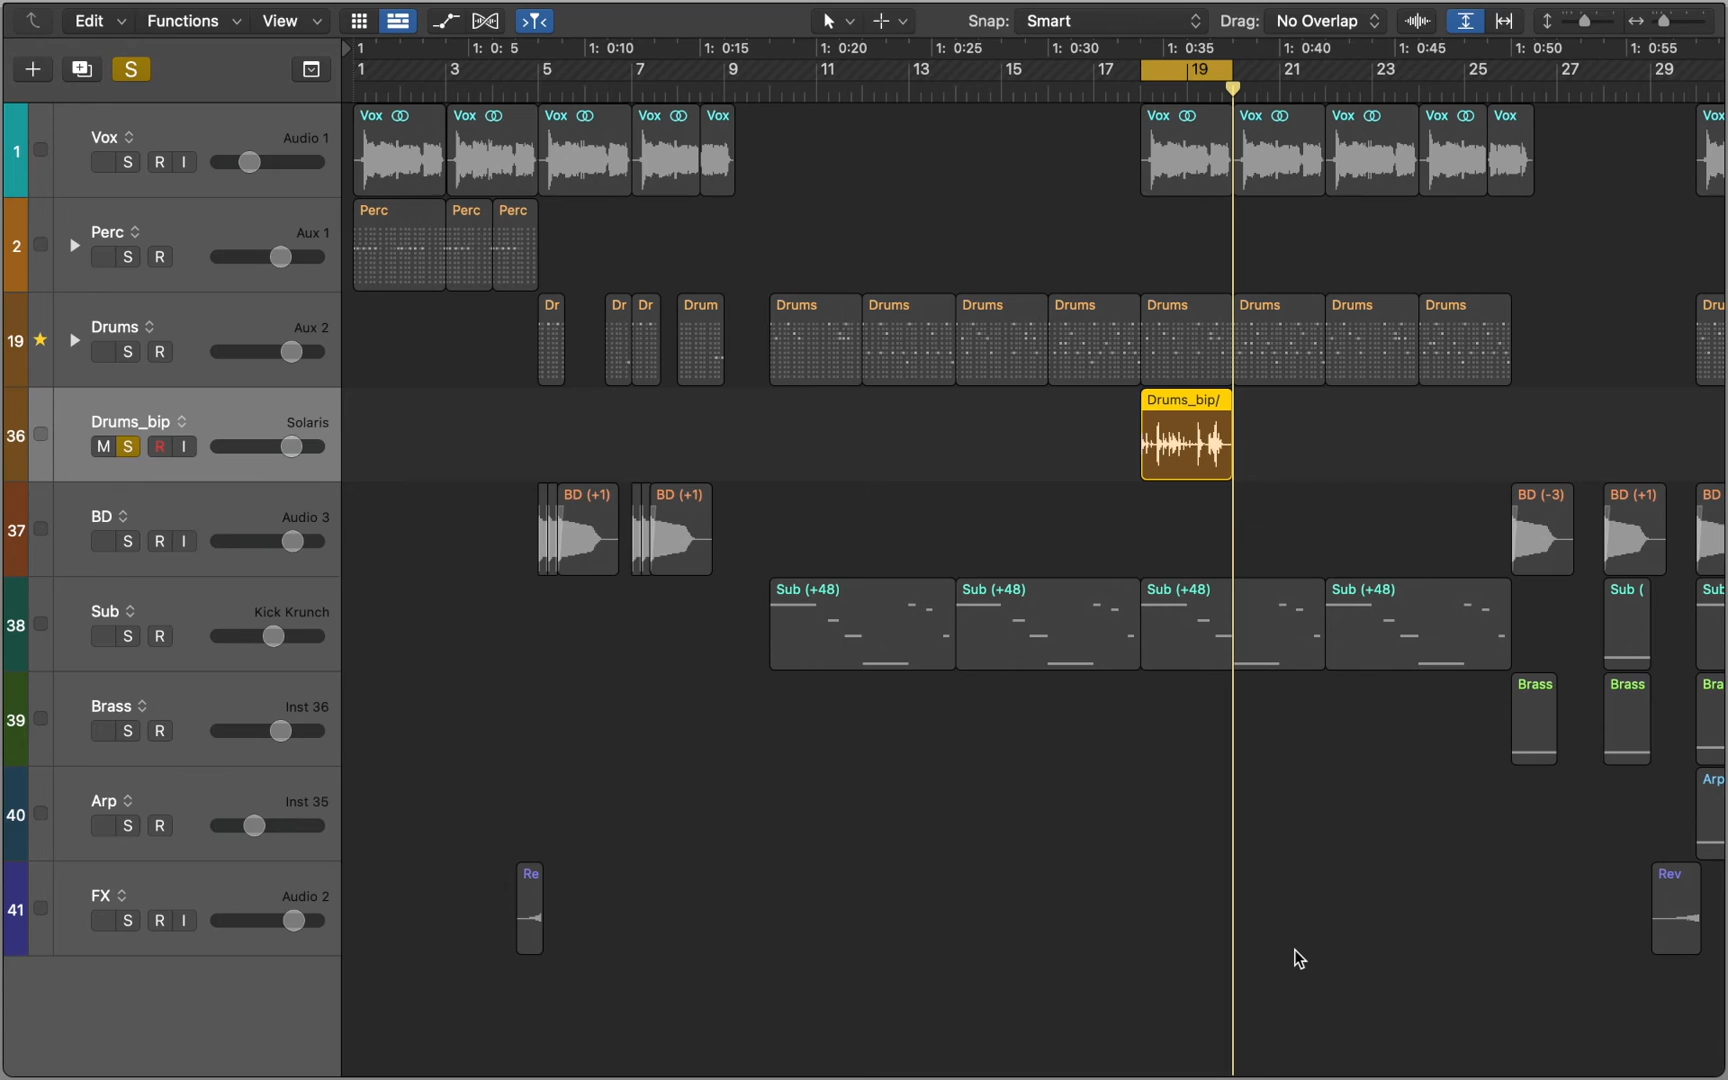 Edit Functions View Snap: Smart Drag: No Overlap
1 1: 0: 5 1: 0:10 1: 0:15 1: 0:20 1: 0:25 1: 0:30 1: 0:35 1: 0:40 1: 0:45 1: 0:50 1: 0:55
S 1 3 5 7 9 11 13 15 17 19 21 23 25 27 29
Vox Vox Vox Vox Vox Vox Vox Vox Vox Vox Vox
1 Vox Audio 1
S R I
Perc Perc Perc
2 Perc Aux 1
S R
Dr Dr Dr Drum Drums Drums Drums Drums Drums Drums Drums Drums Dru
19 Drums Aux 2
S R
Drums_bip/
36 Drums_bip Solaris
M S R I
BD (+1) BD (+1) BD (-3) BD (+1) BD
37 BD Audio 3
S R I
Sub (+48) Sub (+48) Sub (+48) Sub (+48) Sub ( Sub
38 Sub Kick Krunch
S R
Brass Brass Bra
39 Brass Inst 36
S R
Arp
40 Arp Inst 35
S R
Re Rev
41 FX Audio 2
S R I